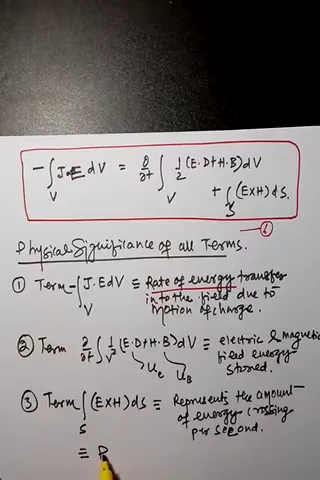 - ∫ J.E dV = ∂/∂t ∫ 1/2 (E.D+H.B) dV
V V
+ ∫ (E×H) ds.
S
— 6
Physical Significance of all Terms.
① Term - ∫ J.E dV ≡ Rate of energy transfer
V into the field due to
motion of charge.
② Term ∂/∂t ∫ 1/2 (E.D+H.B) dV ≡ electric & magnetic
V field energy
Ue UB stored.
③ Term ∫ (E×H) ds ≡ Represents the amount
S of energy crossing
per second.
≡ P